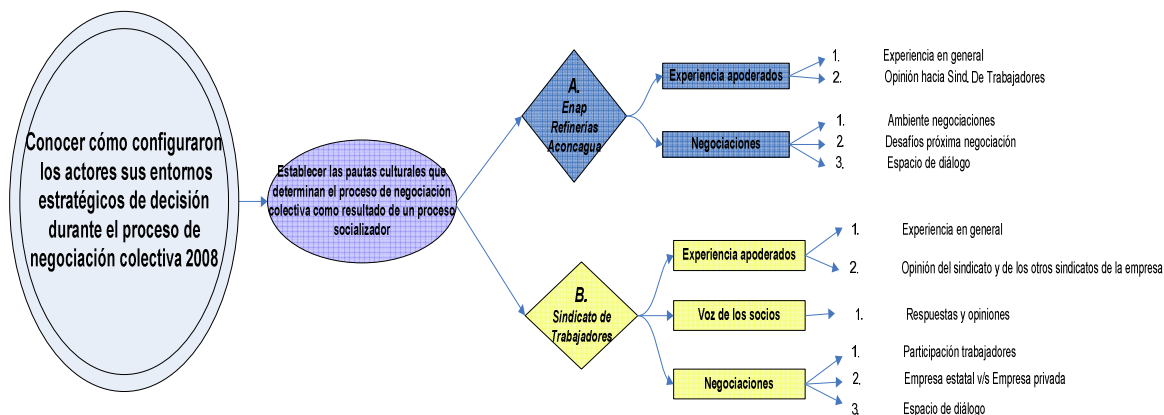 Conocer cómo configuraron
los actores sus entornos
estratégicos de decisión
durante el proceso de
negociación colectiva 2008
Establecer las pautas culturales que
determinan el proceso de negociación
colectiva como resultado de un proceso
socializador
A.
Enap
Refinerías
Aconcagua
Experiencia apoderados
1. Experiencia en general
2. Opinión hacia Sind. De Trabajadores
Negociaciones
1. Ambiente negociaciones
2. Desafíos próxima negociación
3. Espacio de diálogo
B.
Sindicato de
Trabajadores
Experiencia apoderados
1. Experiencia en general
2. Opinión del sindicato y de los otros sindicatos de la empresa
Voz de los socios
1. Respuestas y opiniones
Negociaciones
1. Participación trabajadores
2. Empresa estatal v/s Empresa privada
3. Espacio de diálogo